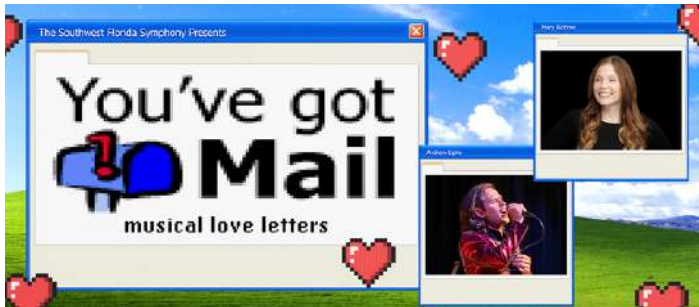 The Southwest Florida Symphony Presents
You've got
Mail
musical love letters